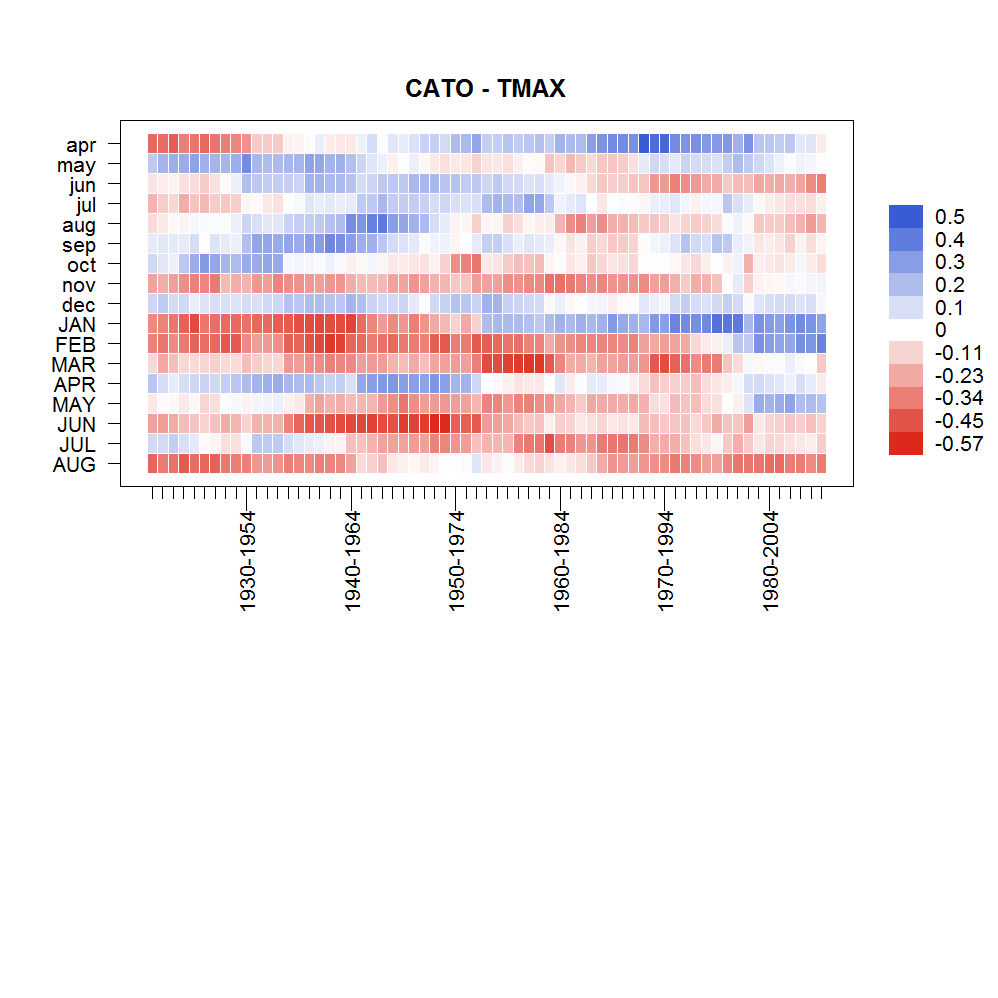 CATO - TMAX
apr
may
jun
jul
aug
sep
oct
nov
dec
JAN
FEB
MAR
APR
MAY
JUN
JUL
AUG
0.5
0.4
0.3
0.2
0.1
0
-0.11
-0.23
-0.34
-0.45
-0.57
1930-1954
1940-1964
1950-1974
1960-1984
1970-1994
1980-2004